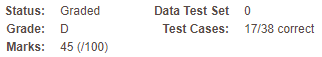 Status: Graded Data Test Set 0
Grade: D Test Cases: 17/38 correct
Marks: 45 (/100)